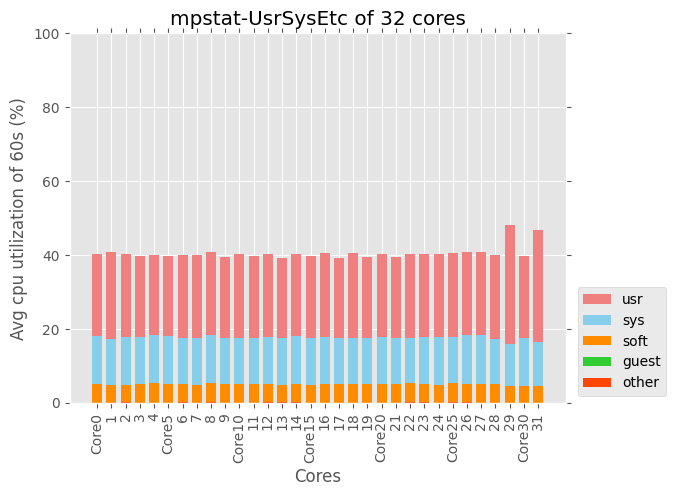 mpstat-UsrSysEtc of 32 cores
Avg cpu utilization of 60s (%)
100
80
60
40
20
0
Core0 1 2 3 4 Core5 6 7 8 9 Core10 11 12 13 14 Core15 16 17 18 19 Core20 21 22 23 24 Core25 26 27 28 29 Core30 31
Cores
usr
sys
soft
guest
other